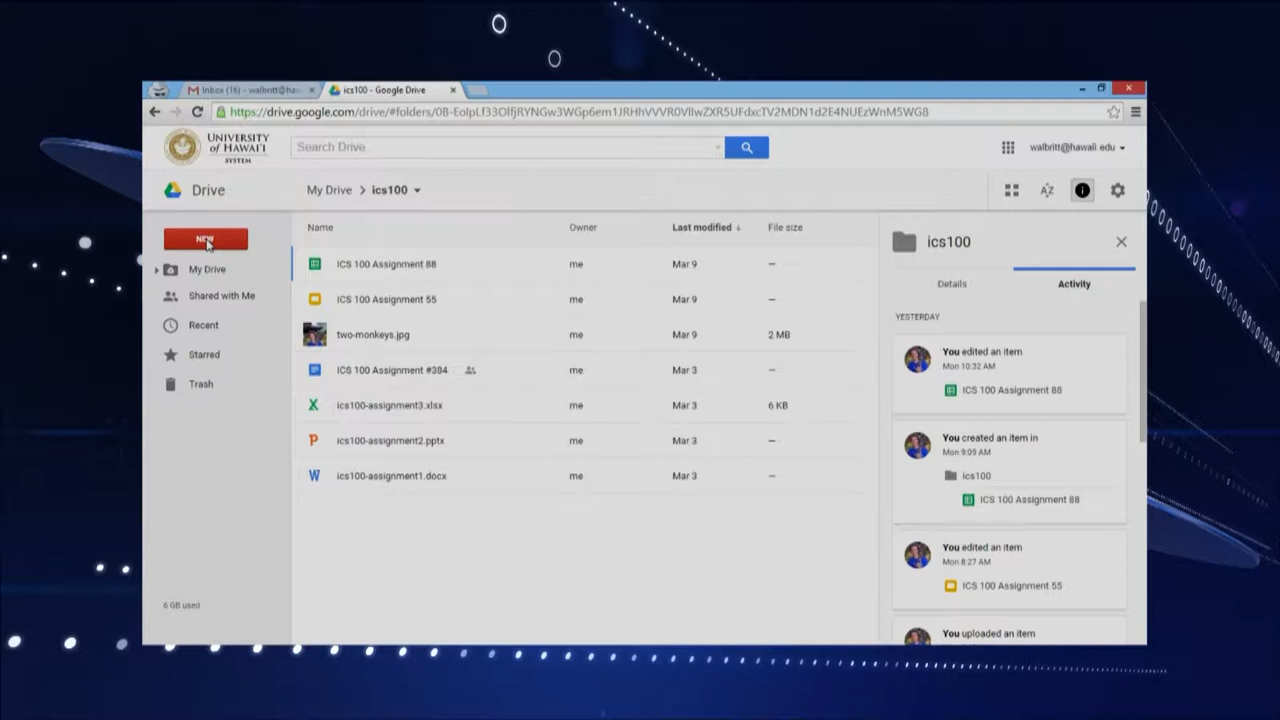 Inbox (16) - walbritt@haw
ics100 - Google Drive
https://drive.google.com/drive/#folders/
UNIVERSITY
of HAWAI'I
SYSTEM
Search Drive
walbritt@hawaii.edu
Drive
My Drive > ics100
NEW
My Drive
Shared with Me
Recent
Starred
Trash
6 GB used
Name Owner Last modified ↓ File size
ICS 100 Assignment 88 me Mar 9 —
ICS 100 Assignment 55 me Mar 9 —
two-monkeys.jpg me Mar 9 2 MB
ICS 100 Assignment #384 me Mar 3 —
X ics100-assignment3.xlsx me Mar 3 6 KB
P ics100-assignment2.pptx me Mar 3 —
W ics100-assignment1.docx me Mar 3 —
ics100
Details Activity
YESTERDAY
You edited an item
Mon 10:32 AM
ICS 100 Assignment 88
You created an item in
Mon 9:09 AM
ics100
ICS 100 Assignment 88
You edited an item
Mon 8:27 AM
ICS 100 Assignment 55
You uploaded an item